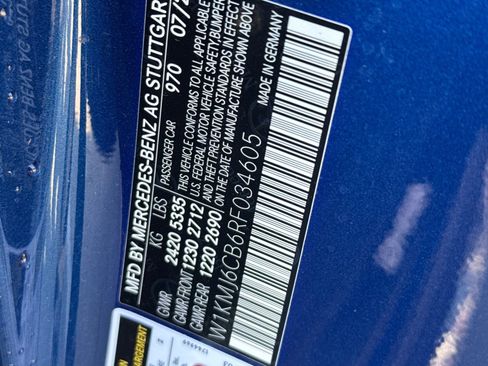 MFD BY MERCEDES-BENZ AG STUTTGAR
970 07/
PASSENGER CAR
KG LBS
GVWR 2420 5335
GAWR FRONT 1230 2712
GAWR REAR 1220 2690
THIS VEHICLE CONFORMS TO ALL APPLICABLE
U.S. FEDERAL MOTOR VEHICLE SAFETY, BUMPER
AND THEFT PREVENTION STANDARDS IN EFFECT
ON THE DATE OF MANUFACTURE SHOWN ABOVE
W1KMJ6CB6RF034605
MADE IN GERMANY